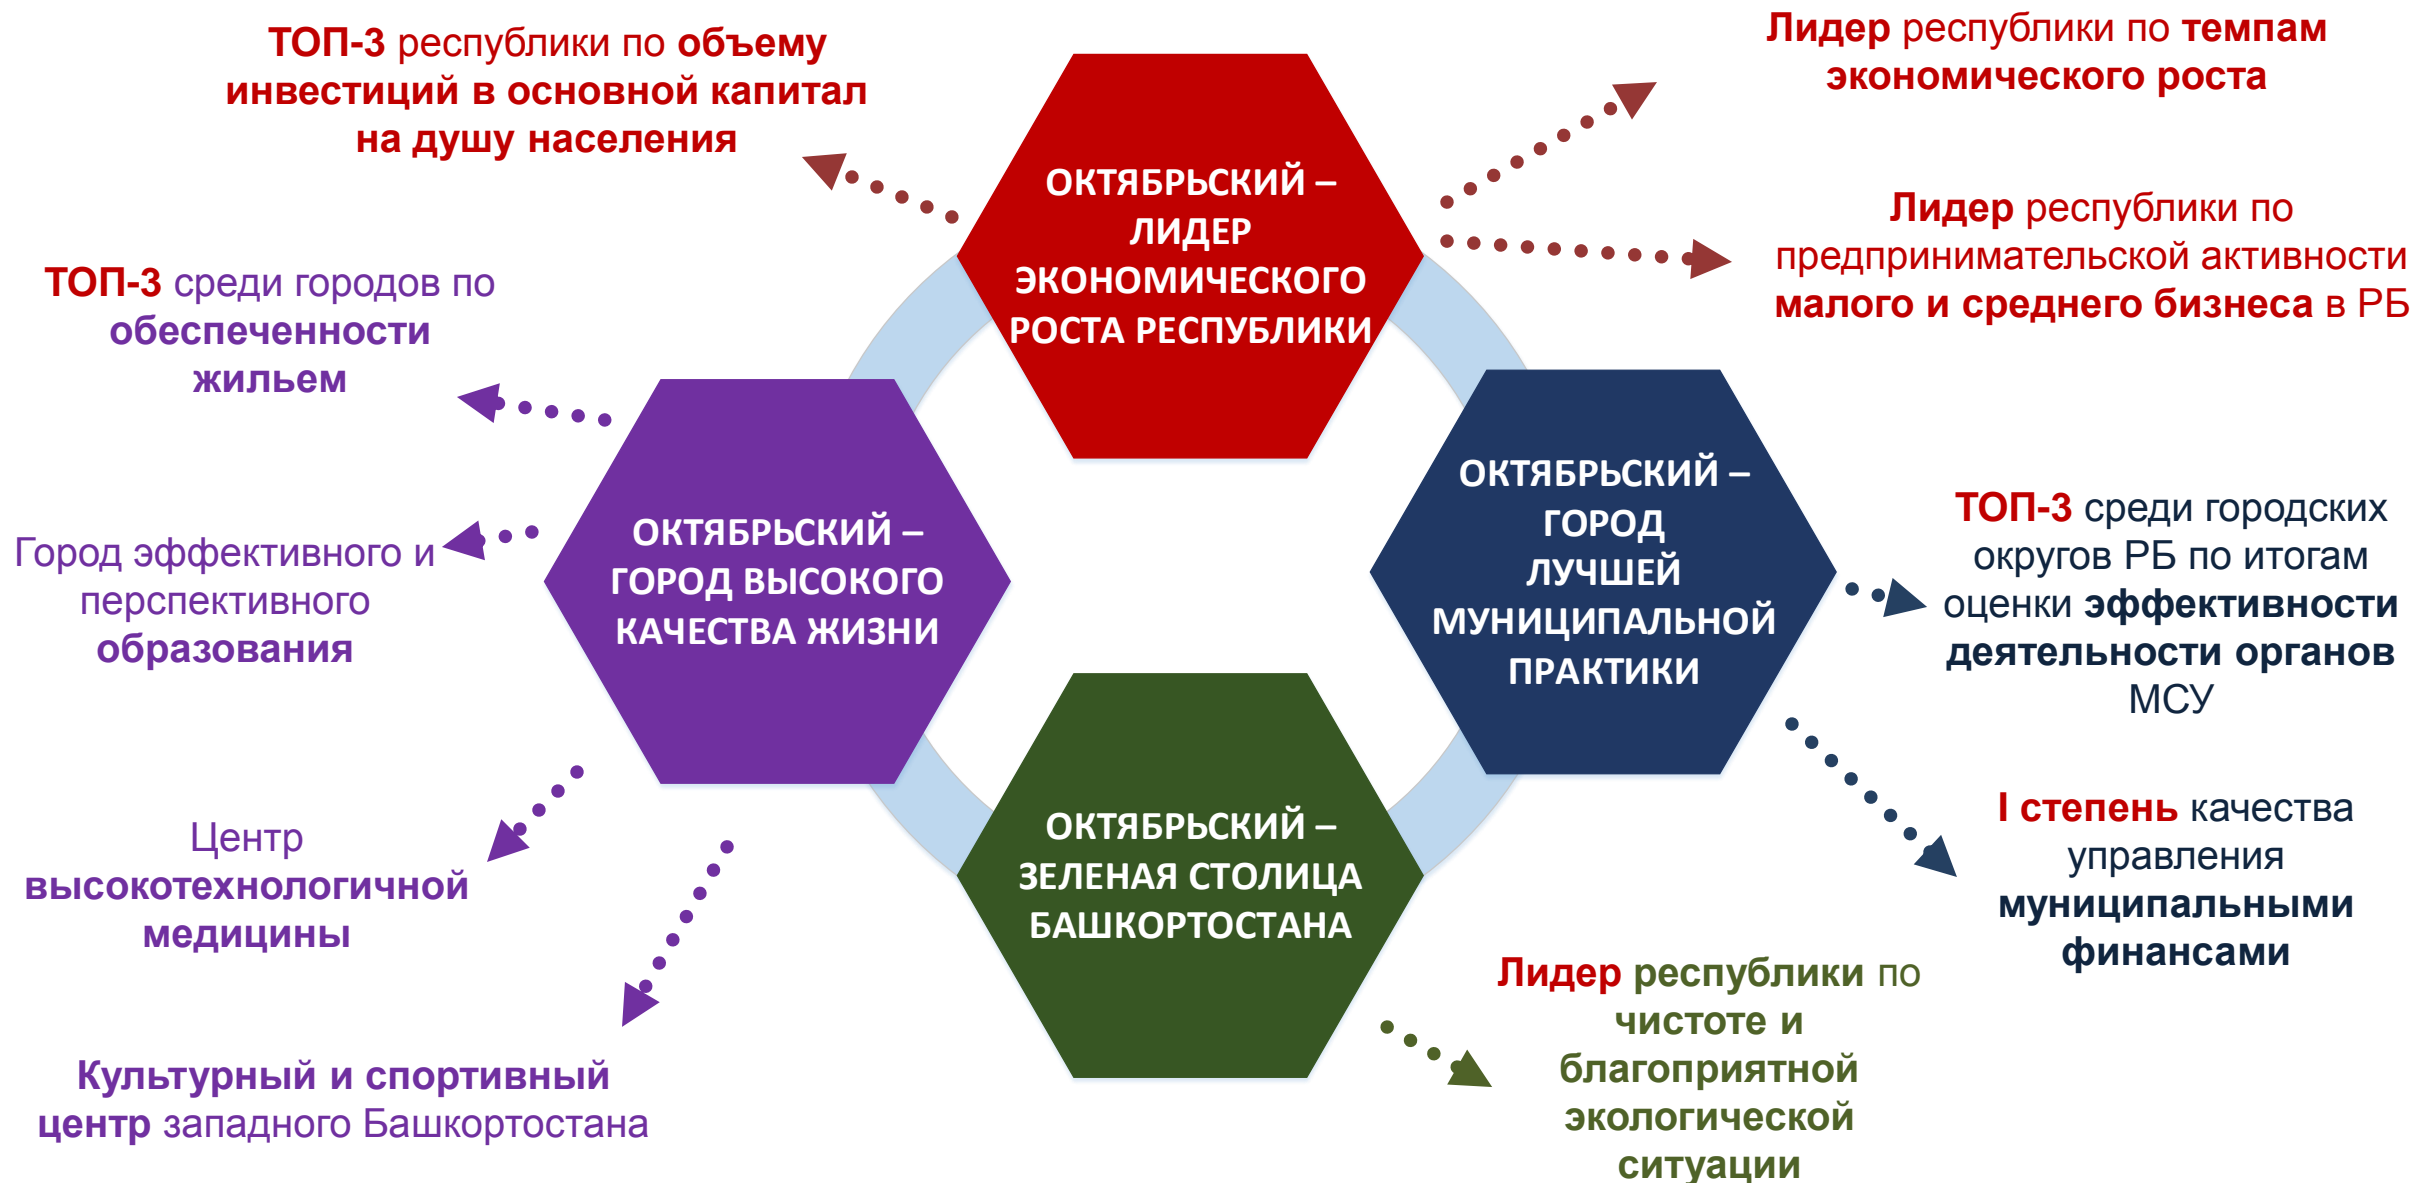 ТОП-3 республики по объему
инвестиций в основной капитал
на душу населения
Лидер республики по темпам
экономического роста
Лидер республики по
предпринимательской активности
малого и среднего бизнеса в РБ
ОКТЯБРЬСКИЙ –
ЛИДЕР
ЭКОНОМИЧЕСКОГО
РОСТА РЕСПУБЛИКИ
ТОП-3 среди городов по
обеспеченности
жильем
Город эффективного и
перспективного
образования
ОКТЯБРЬСКИЙ –
ГОРОД ВЫСОКОГО
КАЧЕСТВА ЖИЗНИ
ОКТЯБРЬСКИЙ –
ГОРОД
ЛУЧШЕЙ
МУНИЦИПАЛЬНОЙ
ПРАКТИКИ
ТОП-3 среди городских
округов РБ по итогам
оценки эффективности
деятельности органов
МСУ
I степень качества
управления
муниципальными
финансами
Центр
высокотехнологичной
медицины
Культурный и спортивный
центр западного Башкортостана
ОКТЯБРЬСКИЙ –
ЗЕЛЕНАЯ СТОЛИЦА
БАШКОРТОСТАНА
Лидер республики по
чистоте и
благоприятной
экологической
ситуации